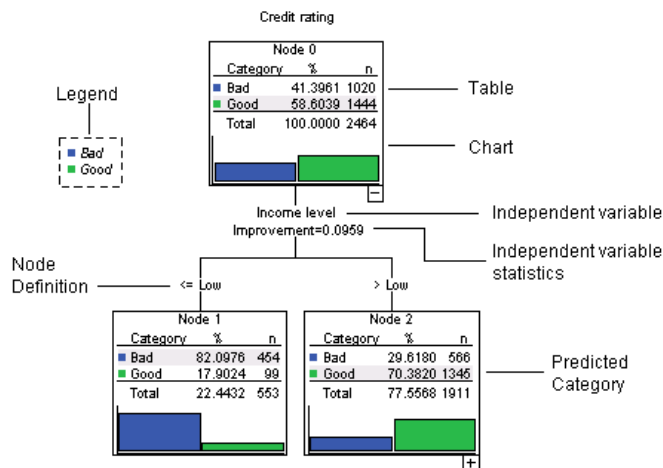 Credit rating
Node 0
Category % n
Bad 41.3961 1020
Good 58.6039 1444
Total 100.0000 2464
Legend
Bad
Good
Table
Chart
Income level
Improvement=0.0959
Independent variable
Independent variable
statistics
Node
Definition
<= Low
> Low
Node 1
Category % n
Bad 82.0976 454
Good 17.9024 99
Total 22.4432 553
Node 2
Category % n
Bad 29.6180 566
Good 70.3820 1345
Total 77.5568 1911
Predicted
Category